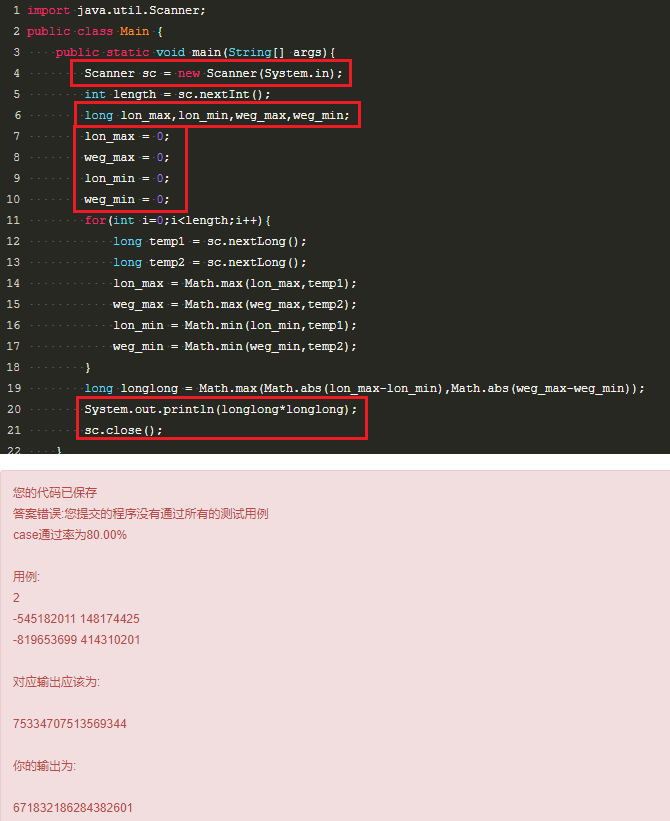 1 import java.util.Scanner;
2 public class Main {
3 public static void main(String[] args){
4 Scanner sc = new Scanner(System.in);
5 int length = sc.nextInt();
6 long lon_max,lon_min,weg_max,weg_min;
7 lon_max = 0;
8 weg_max = 0;
9 lon_min = 0;
10 weg_min = 0;
11 for(int i=0;i<length;i++){
12 long temp1 = sc.nextLong();
13 long temp2 = sc.nextLong();
14 lon_max = Math.max(lon_max,temp1);
15 weg_max = Math.max(weg_max,temp2);
16 lon_min = Math.min(lon_min,temp1);
17 weg_min = Math.min(weg_min,temp2);
18 }
19 long longlong = Math.max(Math.abs(lon_max-lon_min),Math.abs(weg_max-weg_min));
20 System.out.println(longlong*longlong);
21 sc.close();
22 }
您的代码已保存
答案错误:您提交的程序没有通过所有的测试用例
case通过率为80.00%
用例:
2
-545182011 148174425
-819653699 414310201
对应输出应该为:
75334707513569344
你的输出为:
671832186284382601